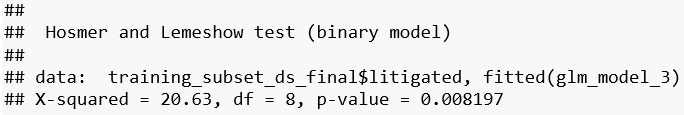 ##
## Hosmer and Lemeshow test (binary model)
##
## data: training_subset_ds_final$litigated, fitted(glm_model_3)
## X-squared = 20.63, df = 8, p-value = 0.008197